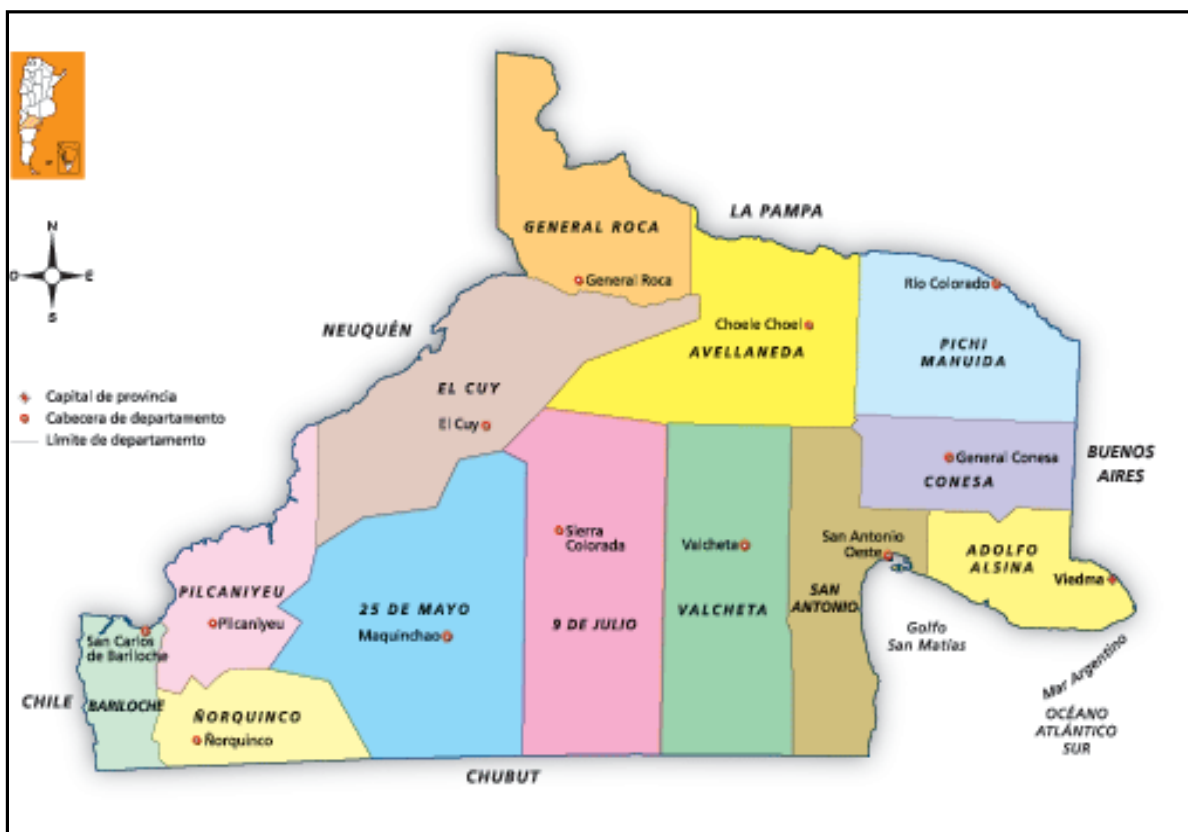 LA PAMPA
GENERAL ROCA
General Roca
Río Colorado
N
O E
S
NEUQUÉN
Choele Choel
AVELLANEDA
PICHI
MAHUIDA
EL CUY
El Cuy
Capital de provincia
Cabecera de departamento
Límite de departamento
General Conesa
CONESA
BUENOS
AIRES
Sierra
Colorada
Valcheta
San Antonio
Oeste
ADOLFO
ALSINA
Viedma
PILCANIYEU
Pilcaniyeu
25 DE MAYO
Maquinchao
9 DE JULIO
VALCHETA
SAN
ANTONIO
Golfo
San Matías
San Carlos
de Bariloche
CHILE
BARILOCHE
ÑORQUINCO
Ñorquinco
Mar Argentino
OCÉANO
ATLÁNTICO
SUR
CHUBUT